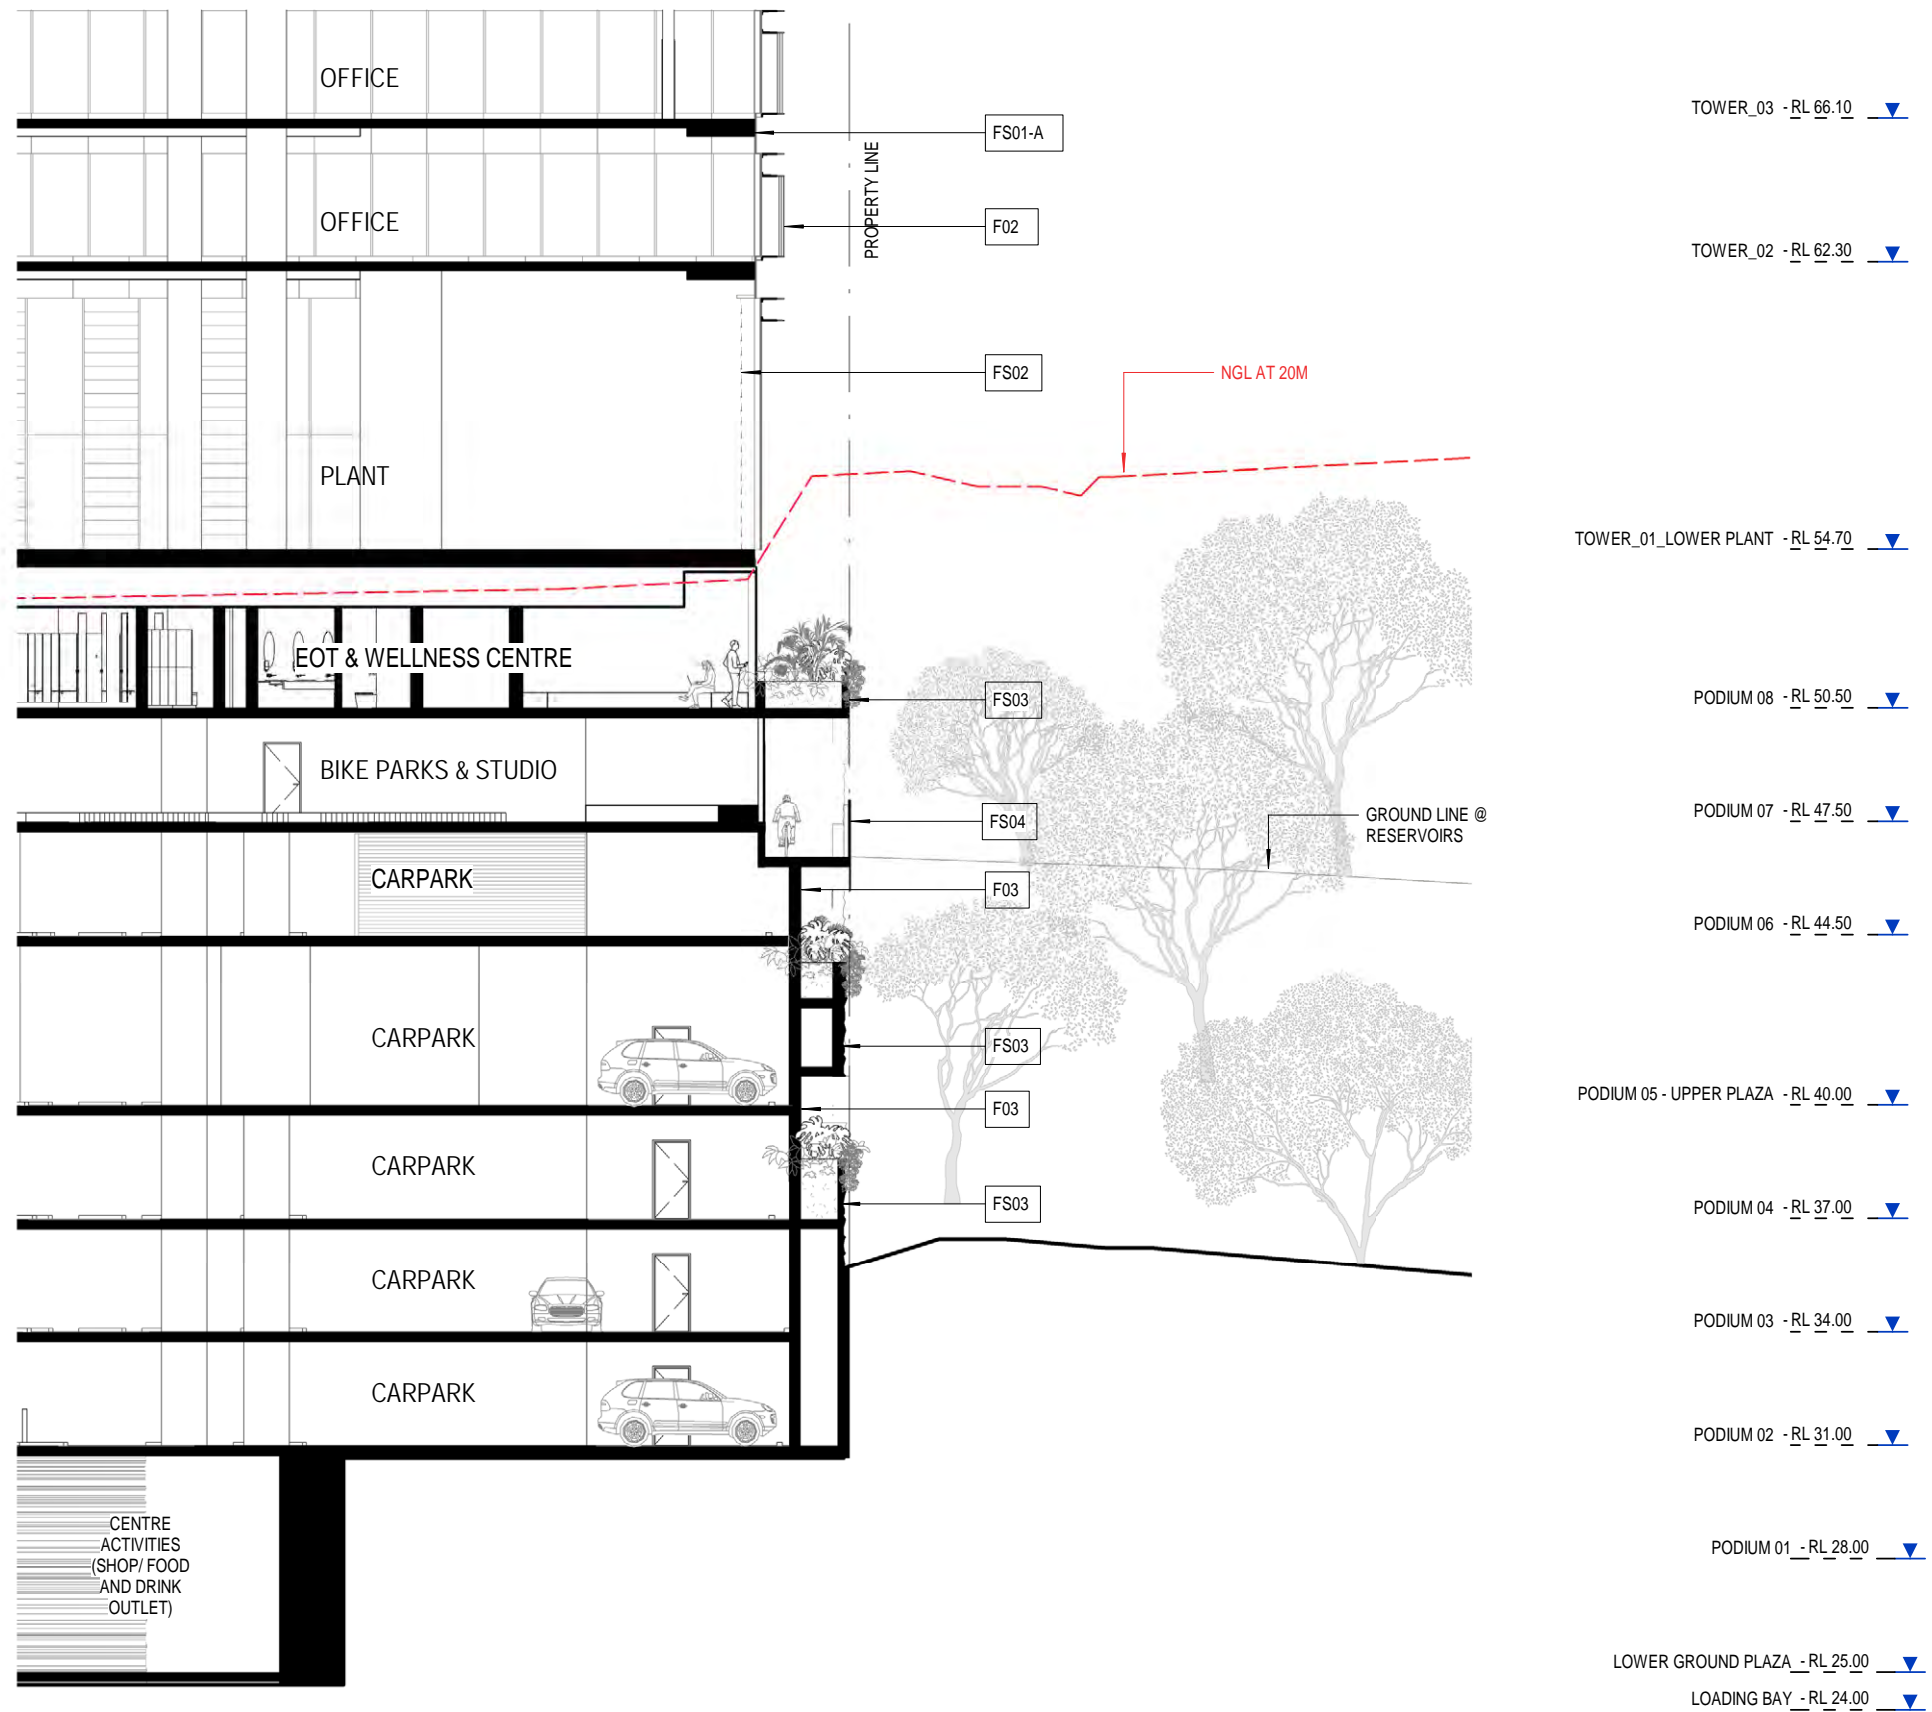 OFFICE
TOWER_03 - RL 66.10
FS01-A
PROPERTY LINE
OFFICE
F02
TOWER_02 - RL 62.30
FS02
NGL AT 20M
PLANT
TOWER_01_LOWER PLANT - RL 54.70
EOT & WELLNESS CENTRE
FS03
PODIUM 08 - RL 50.50
BIKE PARKS & STUDIO
FS04
GROUND LINE @
RESERVOIRS
PODIUM 07 - RL 47.50
CARPARK
F03
PODIUM 06 - RL 44.50
CARPARK
FS03
F03
PODIUM 05 - UPPER PLAZA - RL 40.00
CARPARK
FS03
PODIUM 04 - RL 37.00
CARPARK
PODIUM 03 - RL 34.00
CARPARK
PODIUM 02 - RL 31.00
CENTRE
ACTIVITIES
(SHOP/ FOOD
AND DRINK
OUTLET)
PODIUM 01 - RL 28.00
LOWER GROUND PLAZA - RL 25.00
LOADING BAY - RL 24.00